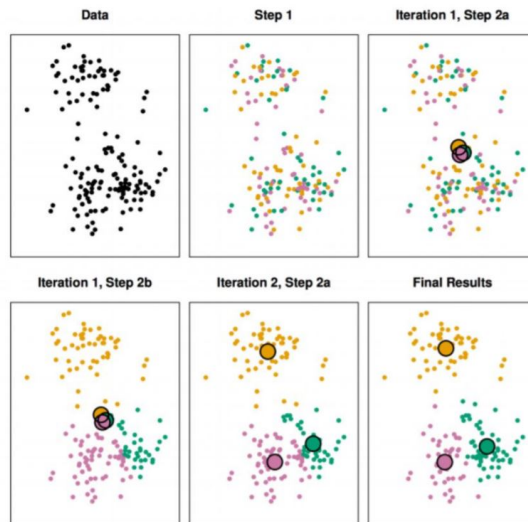 Data
Step 1
Iteration 1, Step 2a
Iteration 1, Step 2b
Iteration 2, Step 2a
Final Results